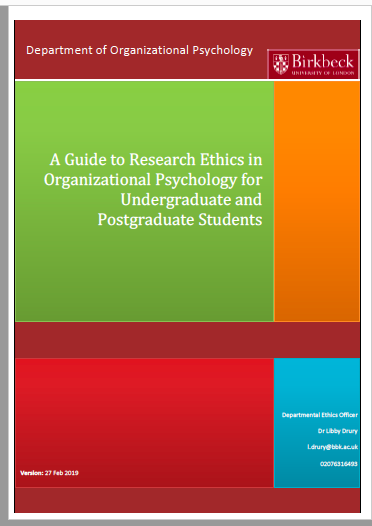 Department of Organizational Psychology
Birkbeck
UNIVERSITY OF LONDON
A Guide to Research Ethics in
Organizational Psychology for
Undergraduate and
Postgraduate Students
Departmental Ethics Officer
Dr Libby Drury
l.drury@bbk.ac.uk
02076316493
Version: 27 Feb 2019